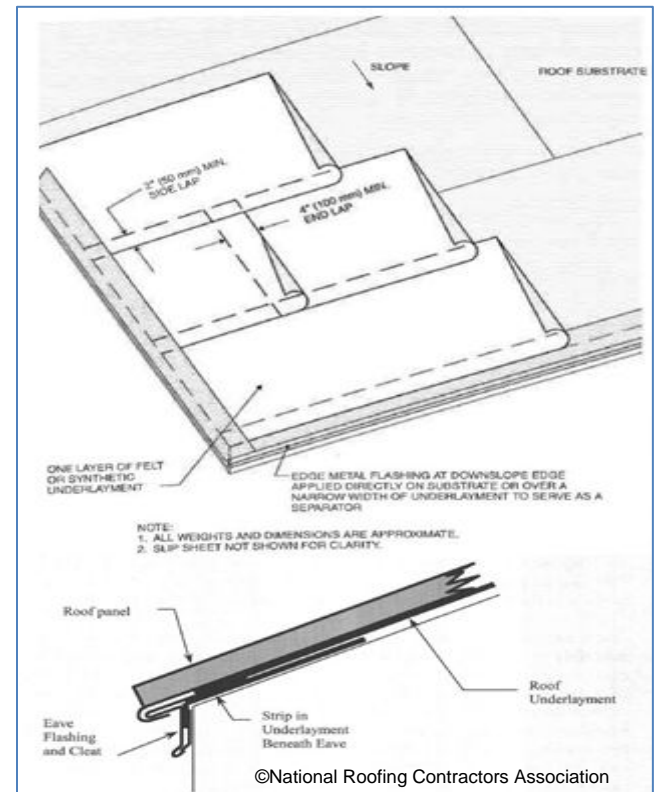 SLOPE
ROOF SUBSTRATE
2" (50 mm) MIN.
SIDE LAP
4" (100 mm) MIN.
END LAP
ONE LAYER OF FELT
OR SYNTHETIC
UNDERLAYMENT
EDGE METAL FLASHING AT DOWNSLOPE EDGE
APPLIED DIRECTLY ON SUBSTRATE OR OVER A
NARROW WIDTH OF UNDERLAYMENT TO SERVE AS A
SEPARATOR
NOTE:
1. ALL WEIGHTS AND DIMENSIONS ARE APPROXIMATE.
2. SLIP SHEET NOT SHOWN FOR CLARITY.
Roof panel
Roof
Underlayment
Eave
Flashing
and Cleat
Strip in
Underlayment
Beneath Eave
©National Roofing Contractors Association